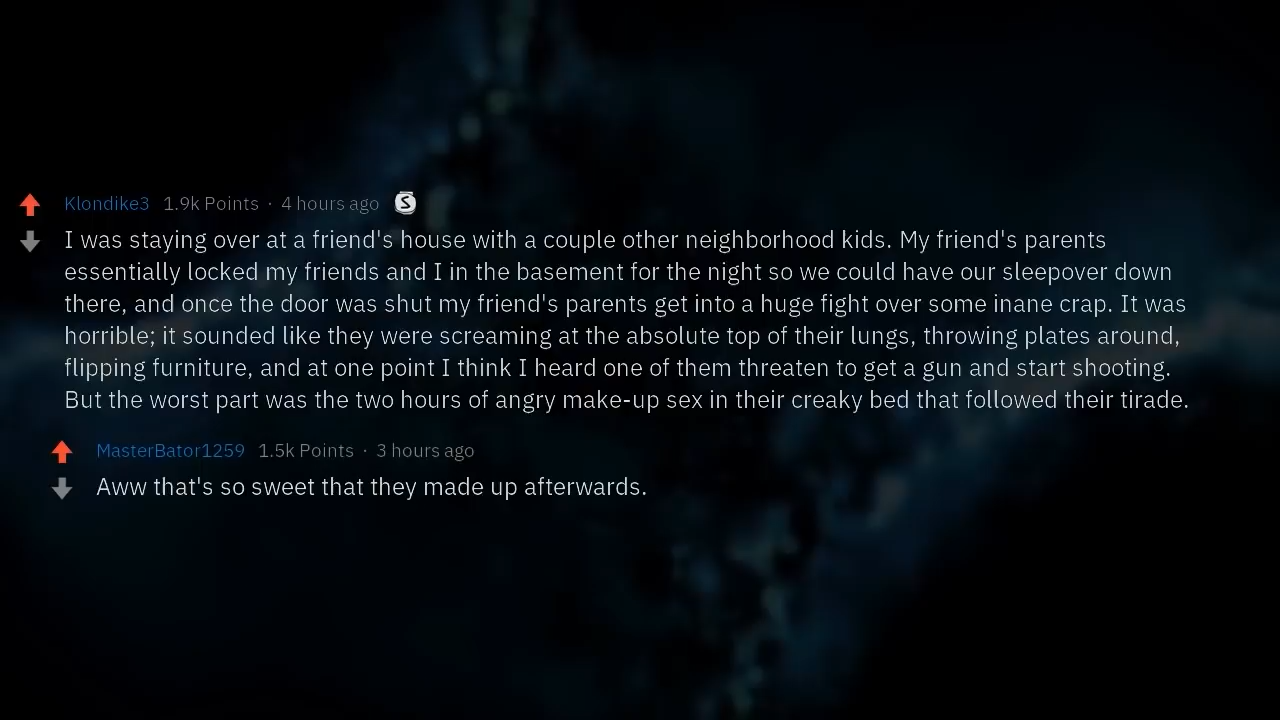 Klondike3 1.9k Points · 4 hours ago S
I was staying over at a friend's house with a couple other neighborhood kids. My friend's parents
essentially locked my friends and I in the basement for the night so we could have our sleepover down
there, and once the door was shut my friend's parents get into a huge fight over some inane crap. It was
horrible; it sounded like they were screaming at the absolute top of their lungs, throwing plates around,
flipping furniture, and at one point I think I heard one of them threaten to get a gun and start shooting.
But the worst part was the two hours of angry make-up sex in their creaky bed that followed their tirade.
MasterBator1259 1.5k Points · 3 hours ago
Aww that's so sweet that they made up afterwards.